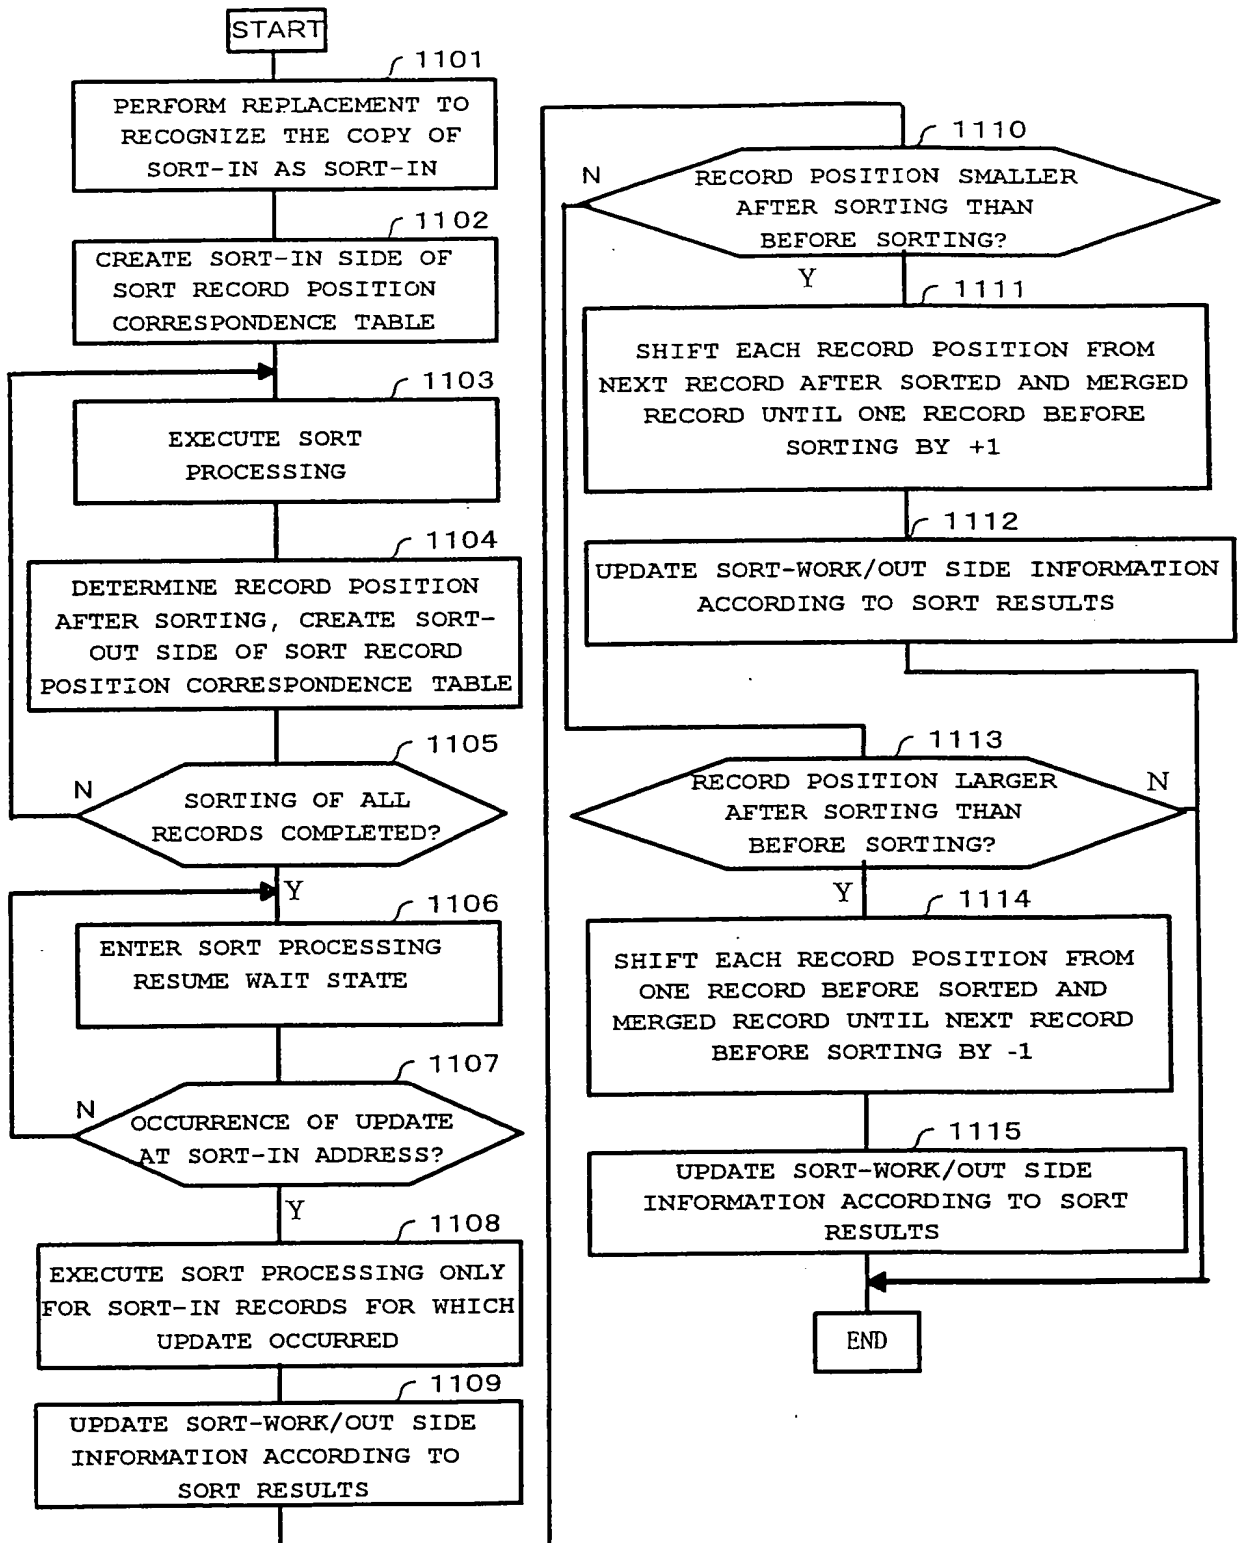 START
1101
PERFORM REPLACEMENT TO
RECOGNIZE THE COPY OF
SORT-IN AS SORT-IN
1102
CREATE SORT-IN SIDE OF
SORT RECORD POSITION
CORRESPONDENCE TABLE
1103
EXECUTE SORT
PROCESSING
1104
DETERMINE RECORD POSITION
AFTER SORTING, CREATE SORT-
OUT SIDE OF SORT RECORD
POSITION CORRESPONDENCE TABLE
1105
N
SORTING OF ALL
RECORDS COMPLETED?
Y
1106
ENTER SORT PROCESSING
RESUME WAIT STATE
1107
N
OCCURRENCE OF UPDATE
AT SORT-IN ADDRESS?
Y
1108
EXECUTE SORT PROCESSING ONLY
FOR SORT-IN RECORDS FOR WHICH
UPDATE OCCURRED
1109
UPDATE SORT-WORK/OUT SIDE
INFORMATION ACCORDING TO
SORT RESULTS
1110
N
RECORD POSITION SMALLER
AFTER SORTING THAN
BEFORE SORTING?
Y
1111
SHIFT EACH RECORD POSITION FROM
NEXT RECORD AFTER SORTED AND MERGED
RECORD UNTIL ONE RECORD BEFORE
SORTING BY +1
1112
UPDATE SORT-WORK/OUT SIDE INFORMATION
ACCORDING TO SORT RESULTS
1113
RECORD POSITION LARGER
AFTER SORTING THAN
BEFORE SORTING?
N
Y
1114
SHIFT EACH RECORD POSITION FROM
ONE RECORD BEFORE SORTED AND
MERGED RECORD UNTIL NEXT RECORD
BEFORE SORTING BY -1
1115
UPDATE SORT-WORK/OUT SIDE
INFORMATION ACCORDING TO SORT
RESULTS
END